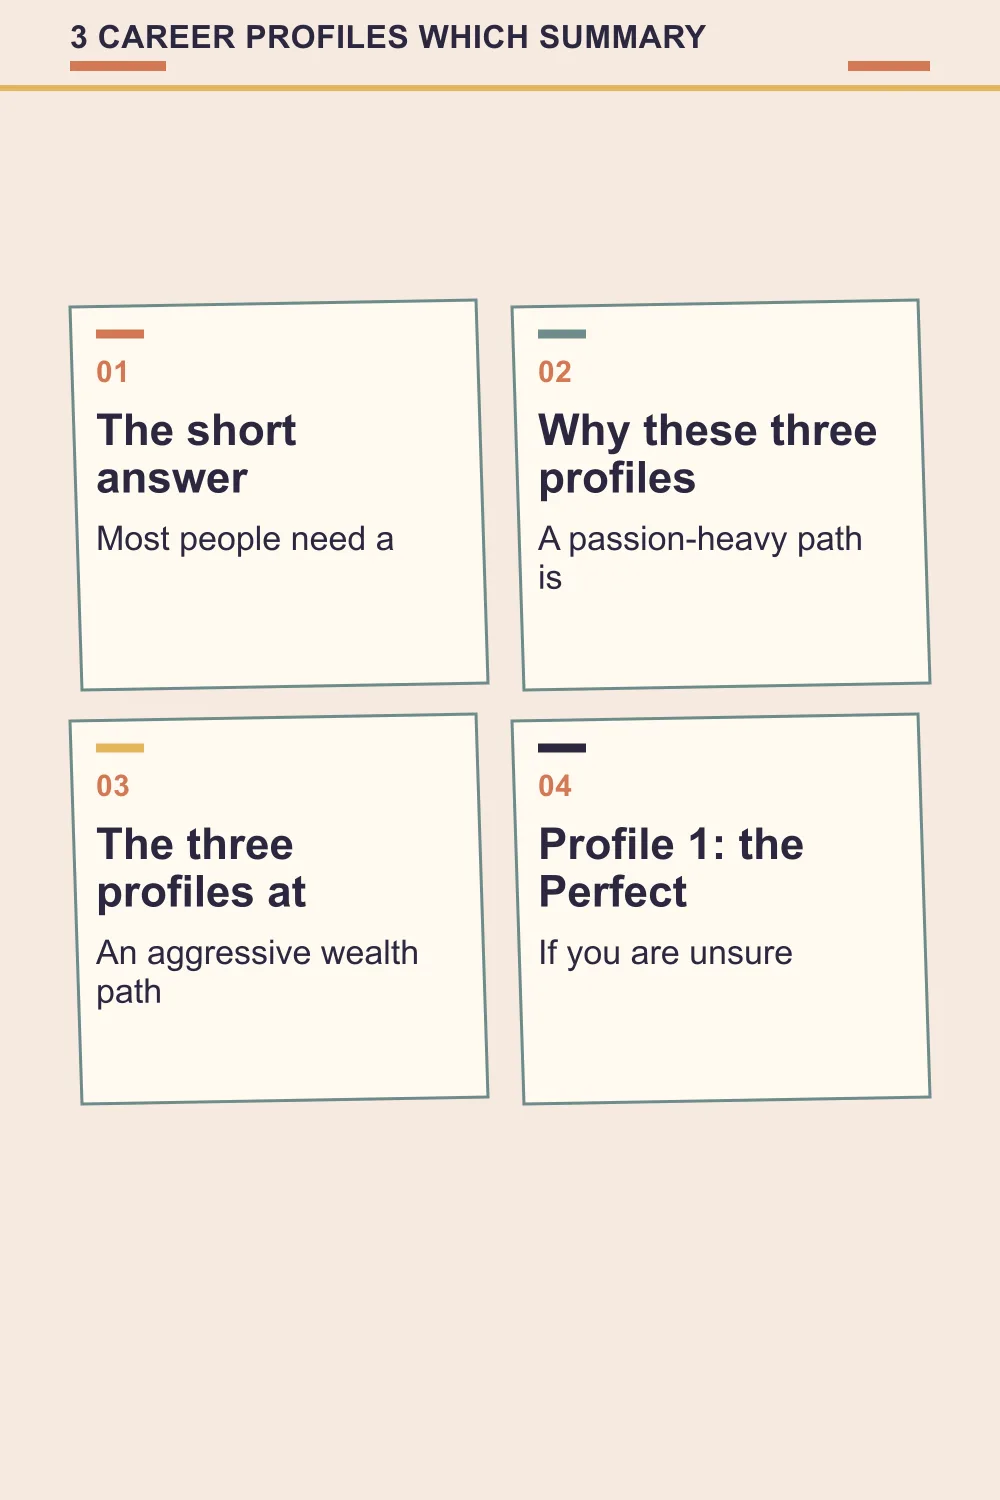 3 CAREER PROFILES WHICH SUMMARY
01
The short
answer
Most people need a
02
Why these three
profiles
A passion-heavy path
is
03
The three
profiles at
An aggressive wealth
path
04
Profile 1: the
Perfect
If you are unsure